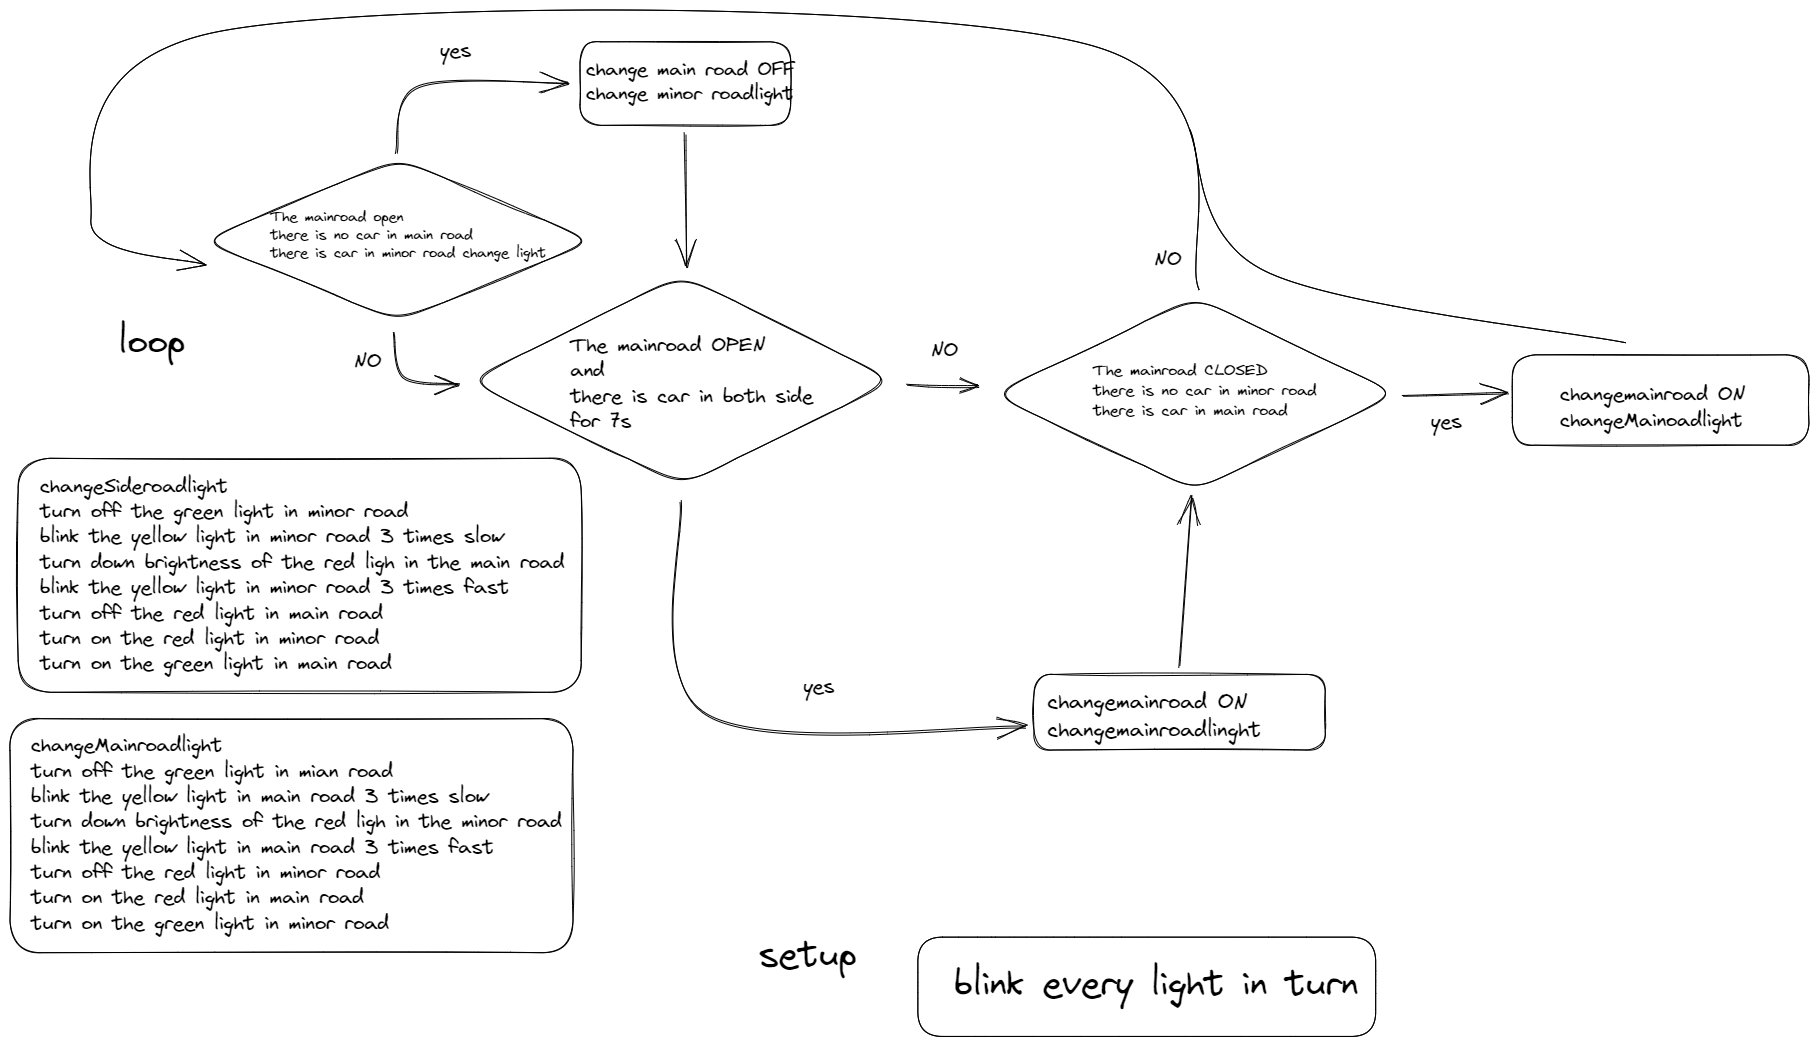 yes
change main road OFF
change minor roadlight
The mainroad open
there is no car in main road
there is car in minor road change light
NO
loop
NO
The mainroad OPEN
and
there is car in both side
for 7s
NO
The mainroad CLOSED
there is no car in minor road
there is car in main road
yes
changemainroad ON
changeMainoadlight
changeSideroadlight
turn off the green light in minor road
blink the yellow light in minor road 3 times slow
turn down brightness of the red ligh in the main road
blink the yellow light in minor road 3 times fast
turn off the red light in main road
turn on the red light in minor road
turn on the green light in main road
yes
changemainroad ON
changemainroadlinght
changeMainroadlight
turn off the green light in mian road
blink the yellow light in main road 3 times slow
turn down brightness of the red ligh in the minor road
blink the yellow light in main road 3 times fast
turn off the red light in minor road
turn on the red light in main road
turn on the green light in minor road
setup
blink every light in turn